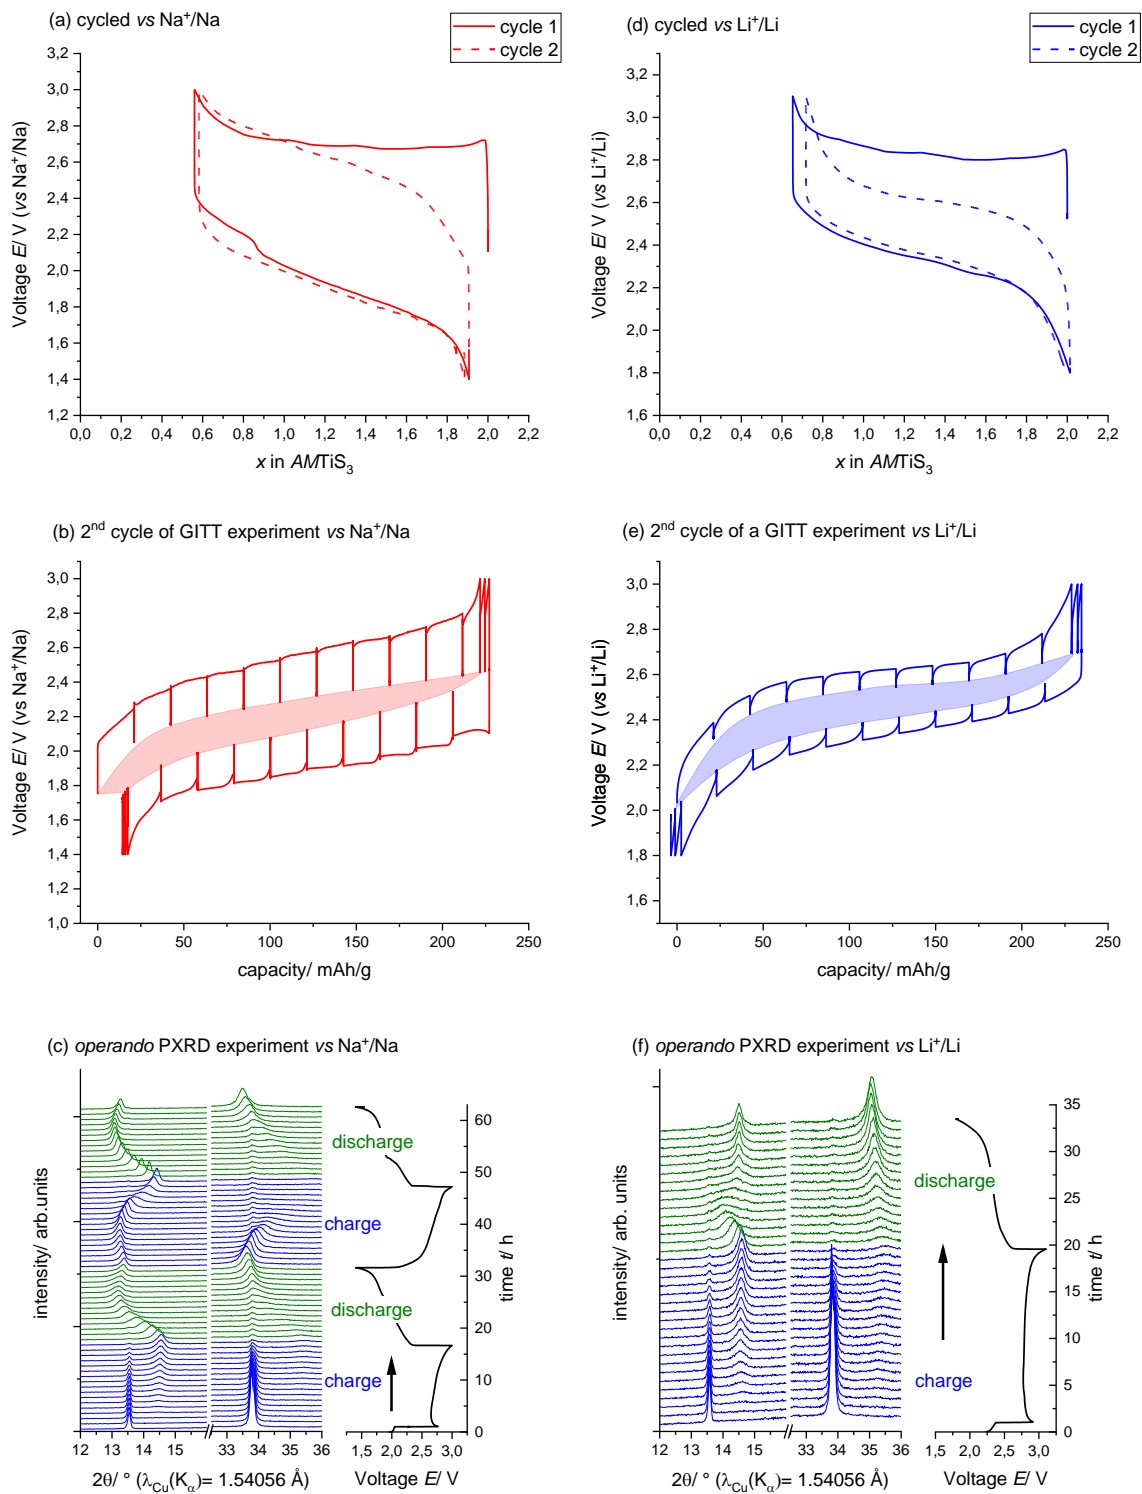 (a) cycled vs Na⁺/Na
cycle 1
cycle 2
3,2
3,0
2,8
2,6
2,4
2,2
2,0
1,8
1,6
1,4
1,2
Voltage E/ V (vs Na⁺/Na)
0,0 0,2 0,4 0,6 0,8 1,0 1,2 1,4 1,6 1,8 2,0 2,2
x in AMTiS₃
(d) cycled vs Li⁺/Li
cycle 1
cycle 2
3,2
3,0
2,8
2,6
2,4
2,2
2,0
1,8
1,6
Voltage E/ V (vs Li⁺/Li)
0,0 0,2 0,4 0,6 0,8 1,0 1,2 1,4 1,6 1,8 2,0 2,2
x in AMTiS₃
(b) 2ⁿᵈ cycle of GITT experiment vs Na⁺/Na
3,0
2,8
2,6
2,4
2,2
2,0
1,8
1,6
1,4
1,2
1,0
Voltage E/ V (vs Na⁺/Na)
0 50 100 150 200 250
capacity/ mAh/g
(e) 2ⁿᵈ cycle of a GITT experiment vs Li⁺/Li
3,0
2,8
2,6
2,4
2,2
2,0
1,8
1,6
1,5
Voltage E/ V (vs Li⁺/Li)
0 50 100 150 200 250
capacity/ mAh/g
(c) operando PXRD experiment vs Na⁺/Na
intensity/ arb.units
discharge
charge
discharge
charge
60
50
40
30
20
10
0
time t/ h
12 13 14 15 // 33 34 35 36
1,0 1,5 2,0 2,5 3,0
2θ/ ° (λCu(Kα)= 1.54056 Å)
Voltage E/ V
(f) operando PXRD experiment vs Li⁺/Li
intensity/ arb. units
discharge
charge
35
30
25
20
15
10
5
0
time t/ h
12 13 14 15 // 33 34 35 36
1,5 2,0 2,5 3,0
2θ/ ° (λCu(Kα)= 1.54056 Å)
Voltage E/ V